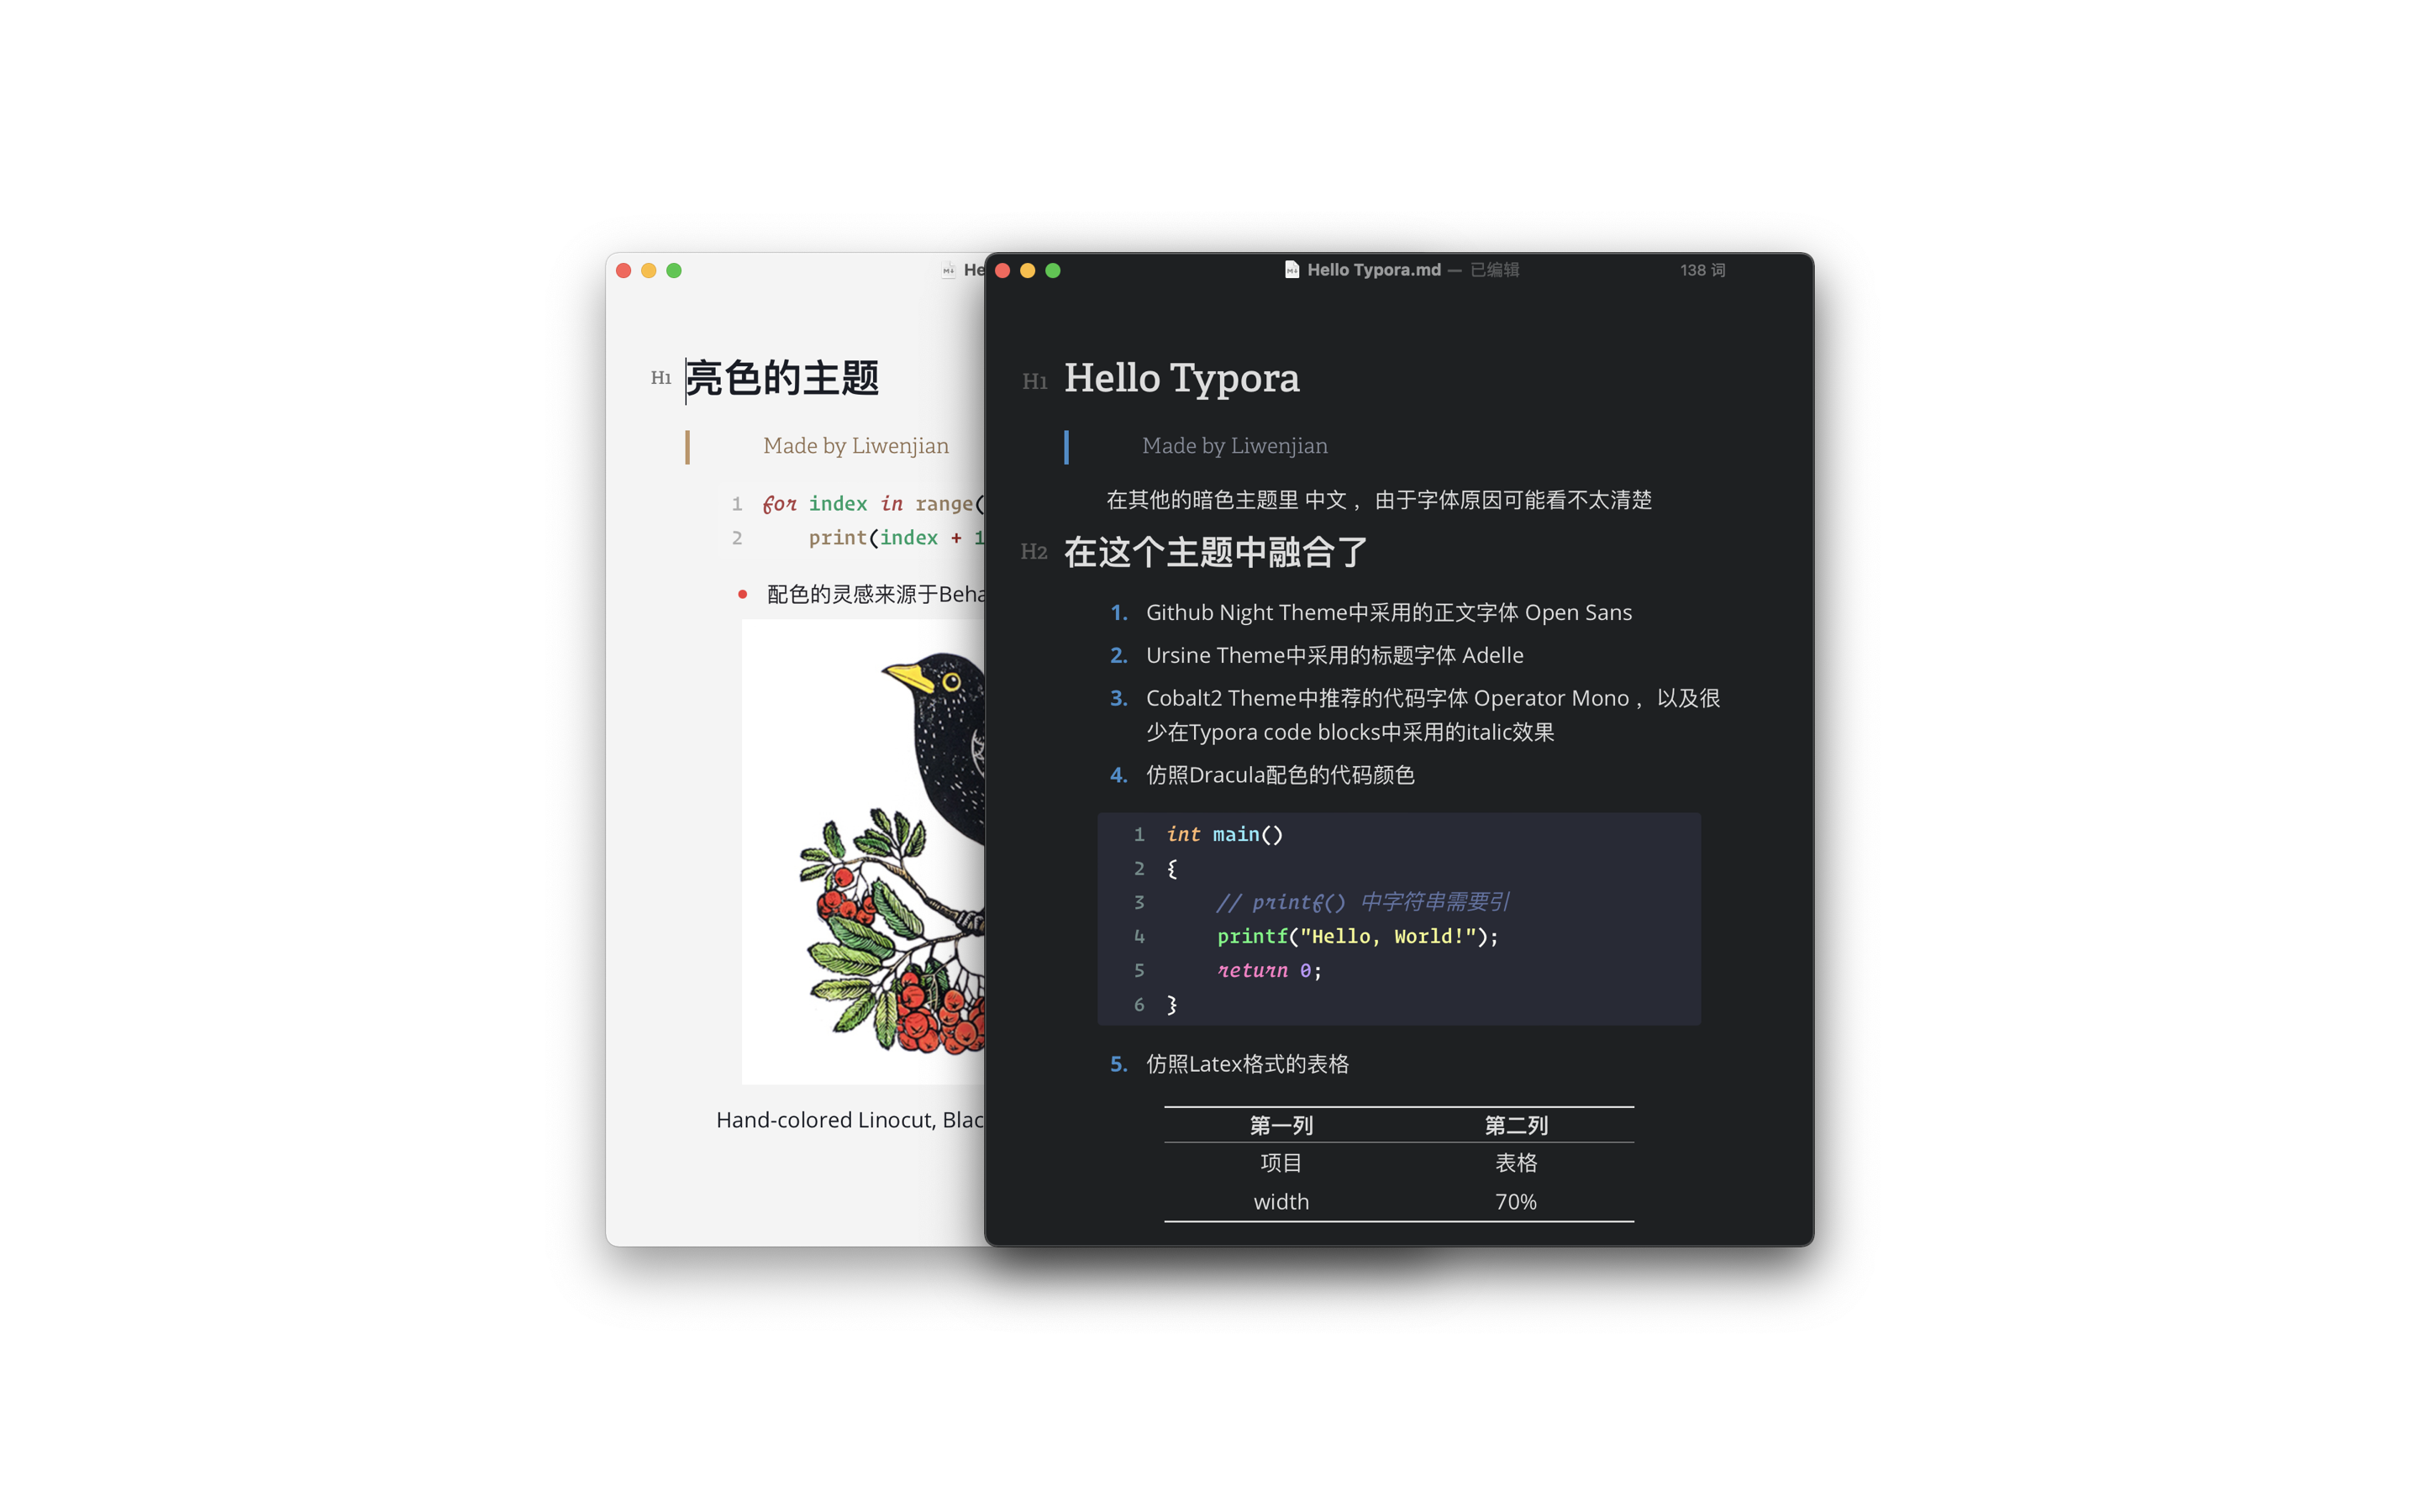 He
H1 亮色的主题
Made by Liwenjian
1 for index in range(
2 print(index + 1
配色的灵感来源于Beha
Hand-colored Linocut, Blac
Hello Typora.md — 已编辑 138 词
H1 Hello Typora
Made by Liwenjian
在其他的暗色主题里 中文 ，由于字体原因可能看不太清楚
H2 在这个主题中融合了
1. Github Night Theme中采用的正文字体 Open Sans
2. Ursine Theme中采用的标题字体 Adelle
3. Cobalt2 Theme中推荐的代码字体 Operator Mono ，以及很
少在Typora code blocks中采用的italic效果
4. 仿照Dracula配色的代码颜色
1 int main()
2 {
3 // printf() 中字符串需要引
4 printf("Hello, World!");
5 return 0;
6 }
5. 仿照Latex格式的表格
第一列 第二列
项目 表格
width 70%